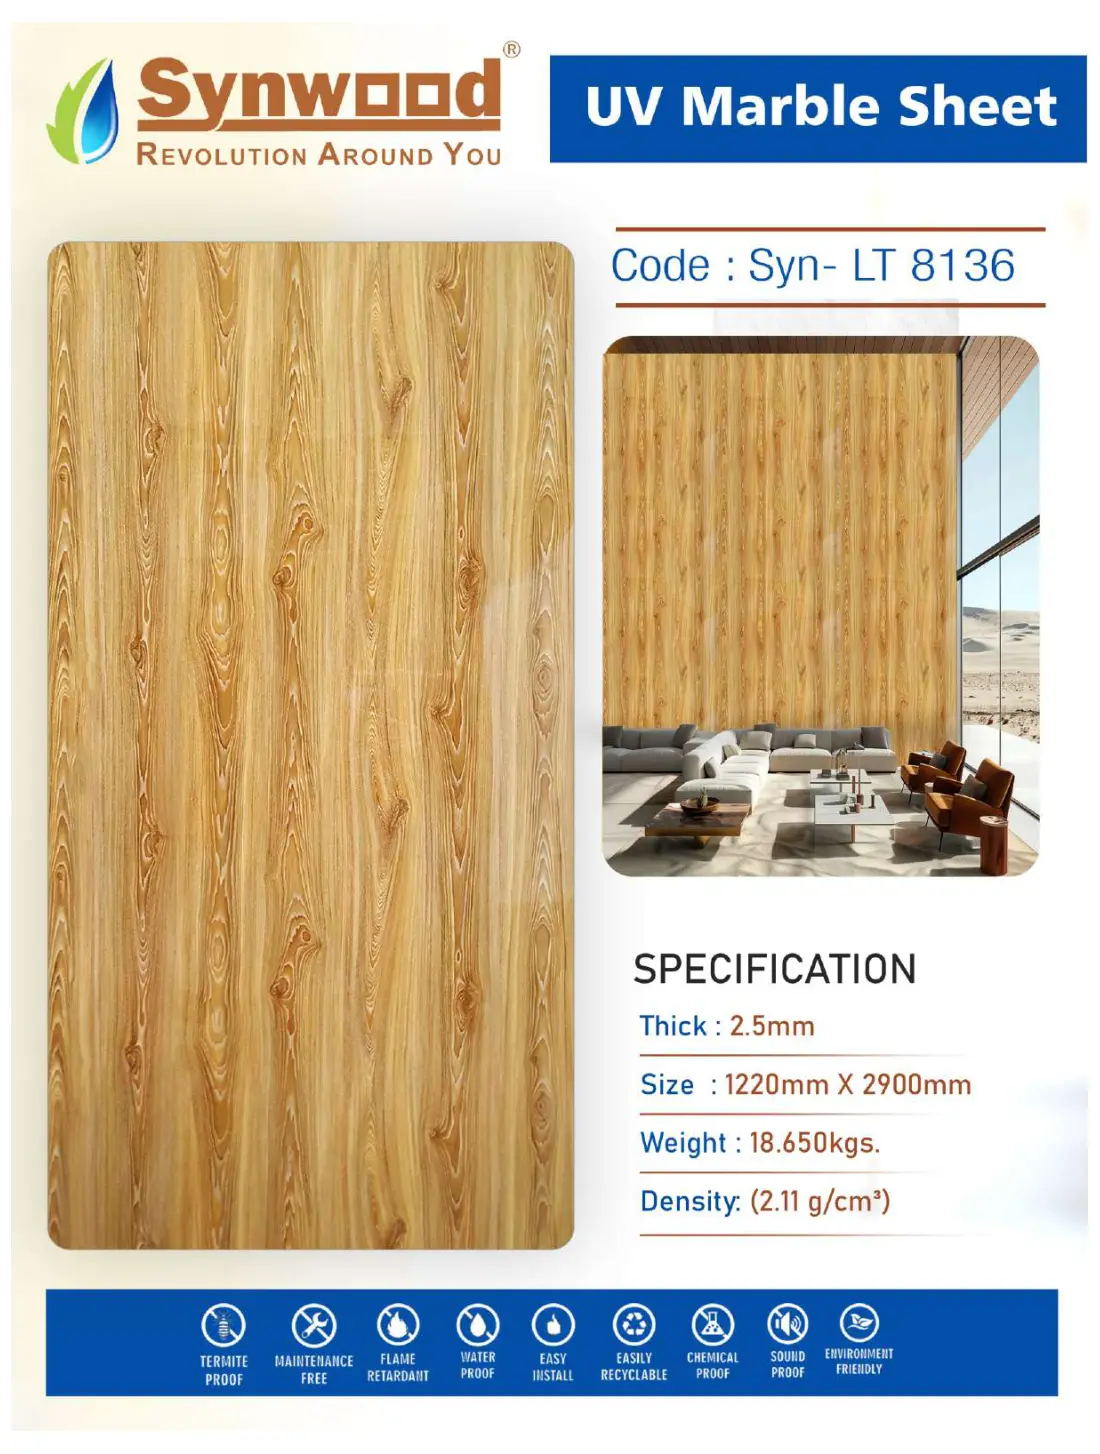 Synwood®
REVOLUTION AROUND YOU
UV Marble Sheet
Code : Syn- LT 8136
SPECIFICATION
Thick : 2.5mm
Size : 1220mm X 2900mm
Weight : 18.650kgs.
Density: (2.11 g/cm³)
TERMITE
PROOF
MAINTENANCE
FREE
FLAME
RETARDANT
WATER
PROOF
EASY
INSTALL
EASILY
RECYCLABLE
CHEMICAL
PROOF
SOUND
PROOF
ENVIRONMENT
FRIENDLY